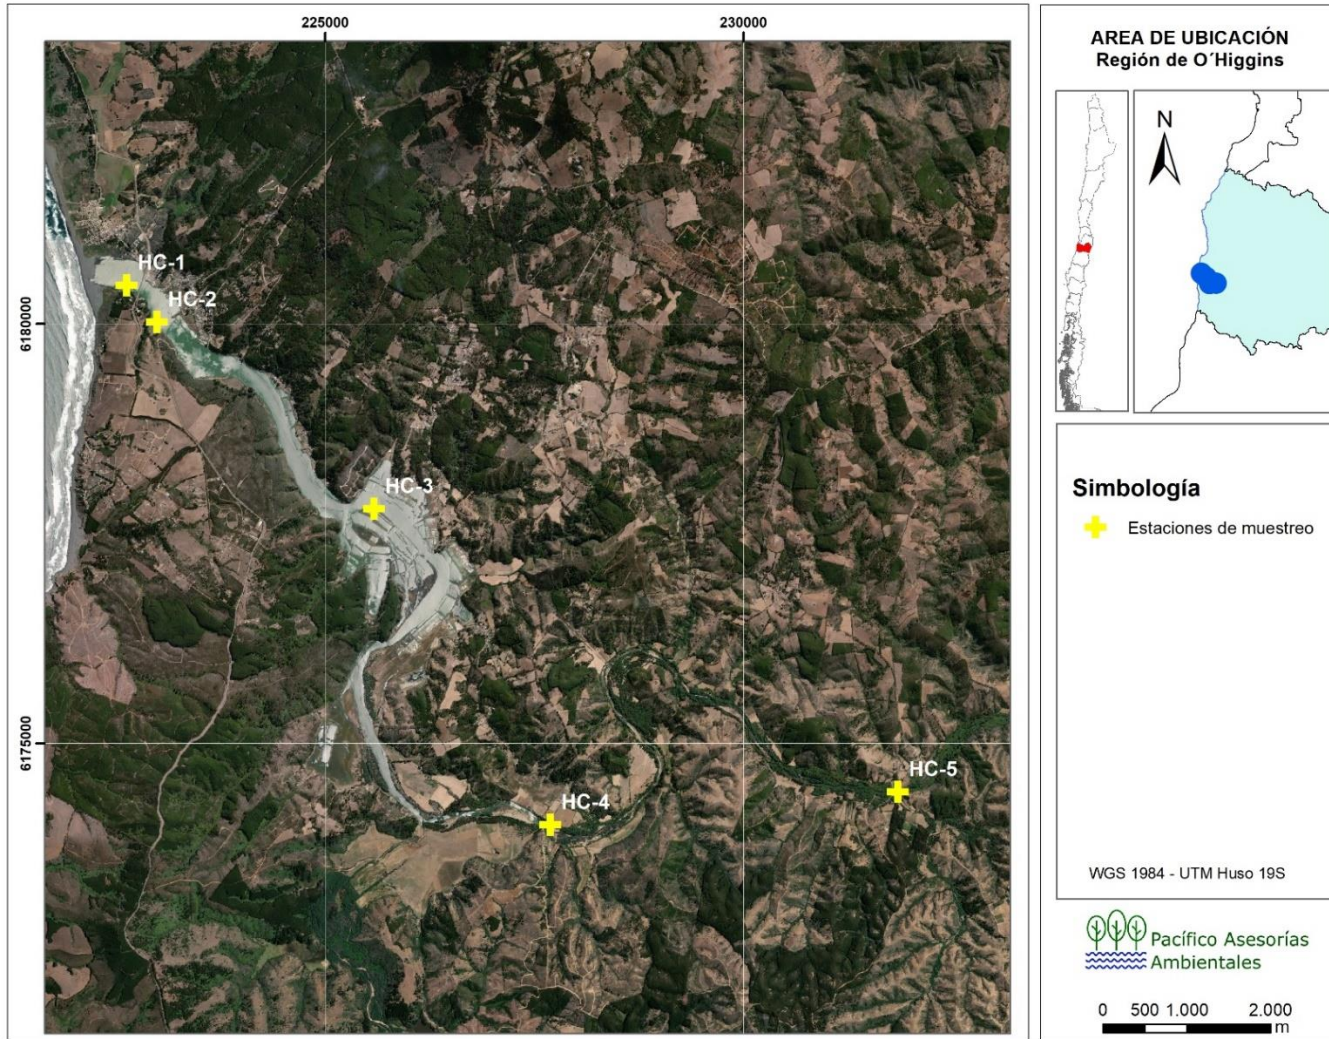 225000
230000
6180000
6175000
HC-1
HC-2
HC-3
HC-4
HC-5
AREA DE UBICACIÓN
Región de O´Higgins
N
Simbología
Estaciones de muestreo
WGS 1984 - UTM Huso 19S
Pacífico Asesorías
Ambientales
0 500 1.000 2.000
m